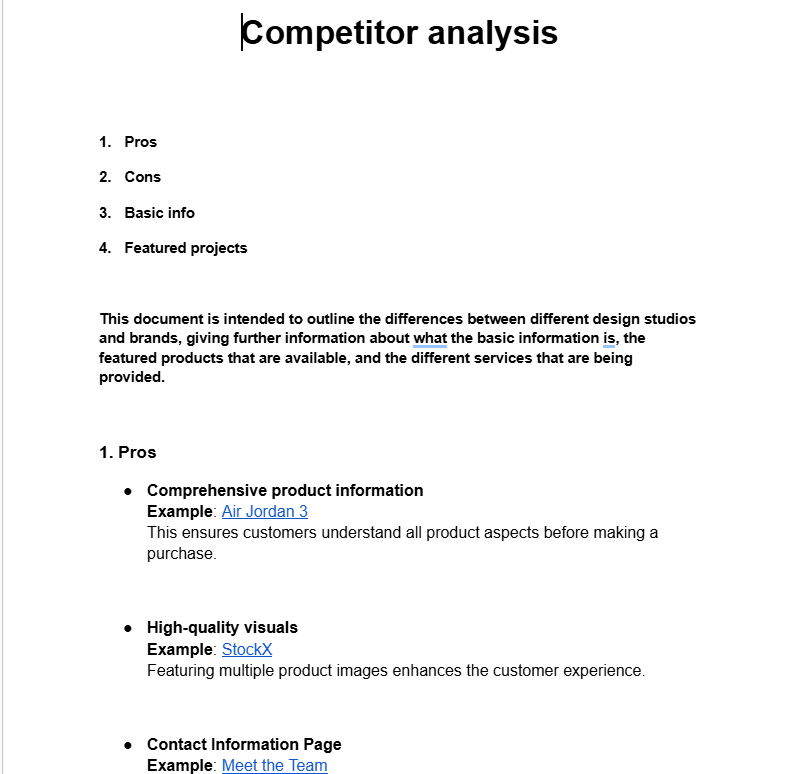 Competitor analysis
1. Pros
2. Cons
3. Basic info
4. Featured projects
This document is intended to outline the differences between different design studios
and brands, giving further information about what the basic information is, the
featured products that are available, and the different services that are being
provided.
1. Pros
● Comprehensive product information
Example: Air Jordan 3
This ensures customers understand all product aspects before making a
purchase.
● High-quality visuals
Example: StockX
Featuring multiple product images enhances the customer experience.
● Contact Information Page
Example: Meet the Team